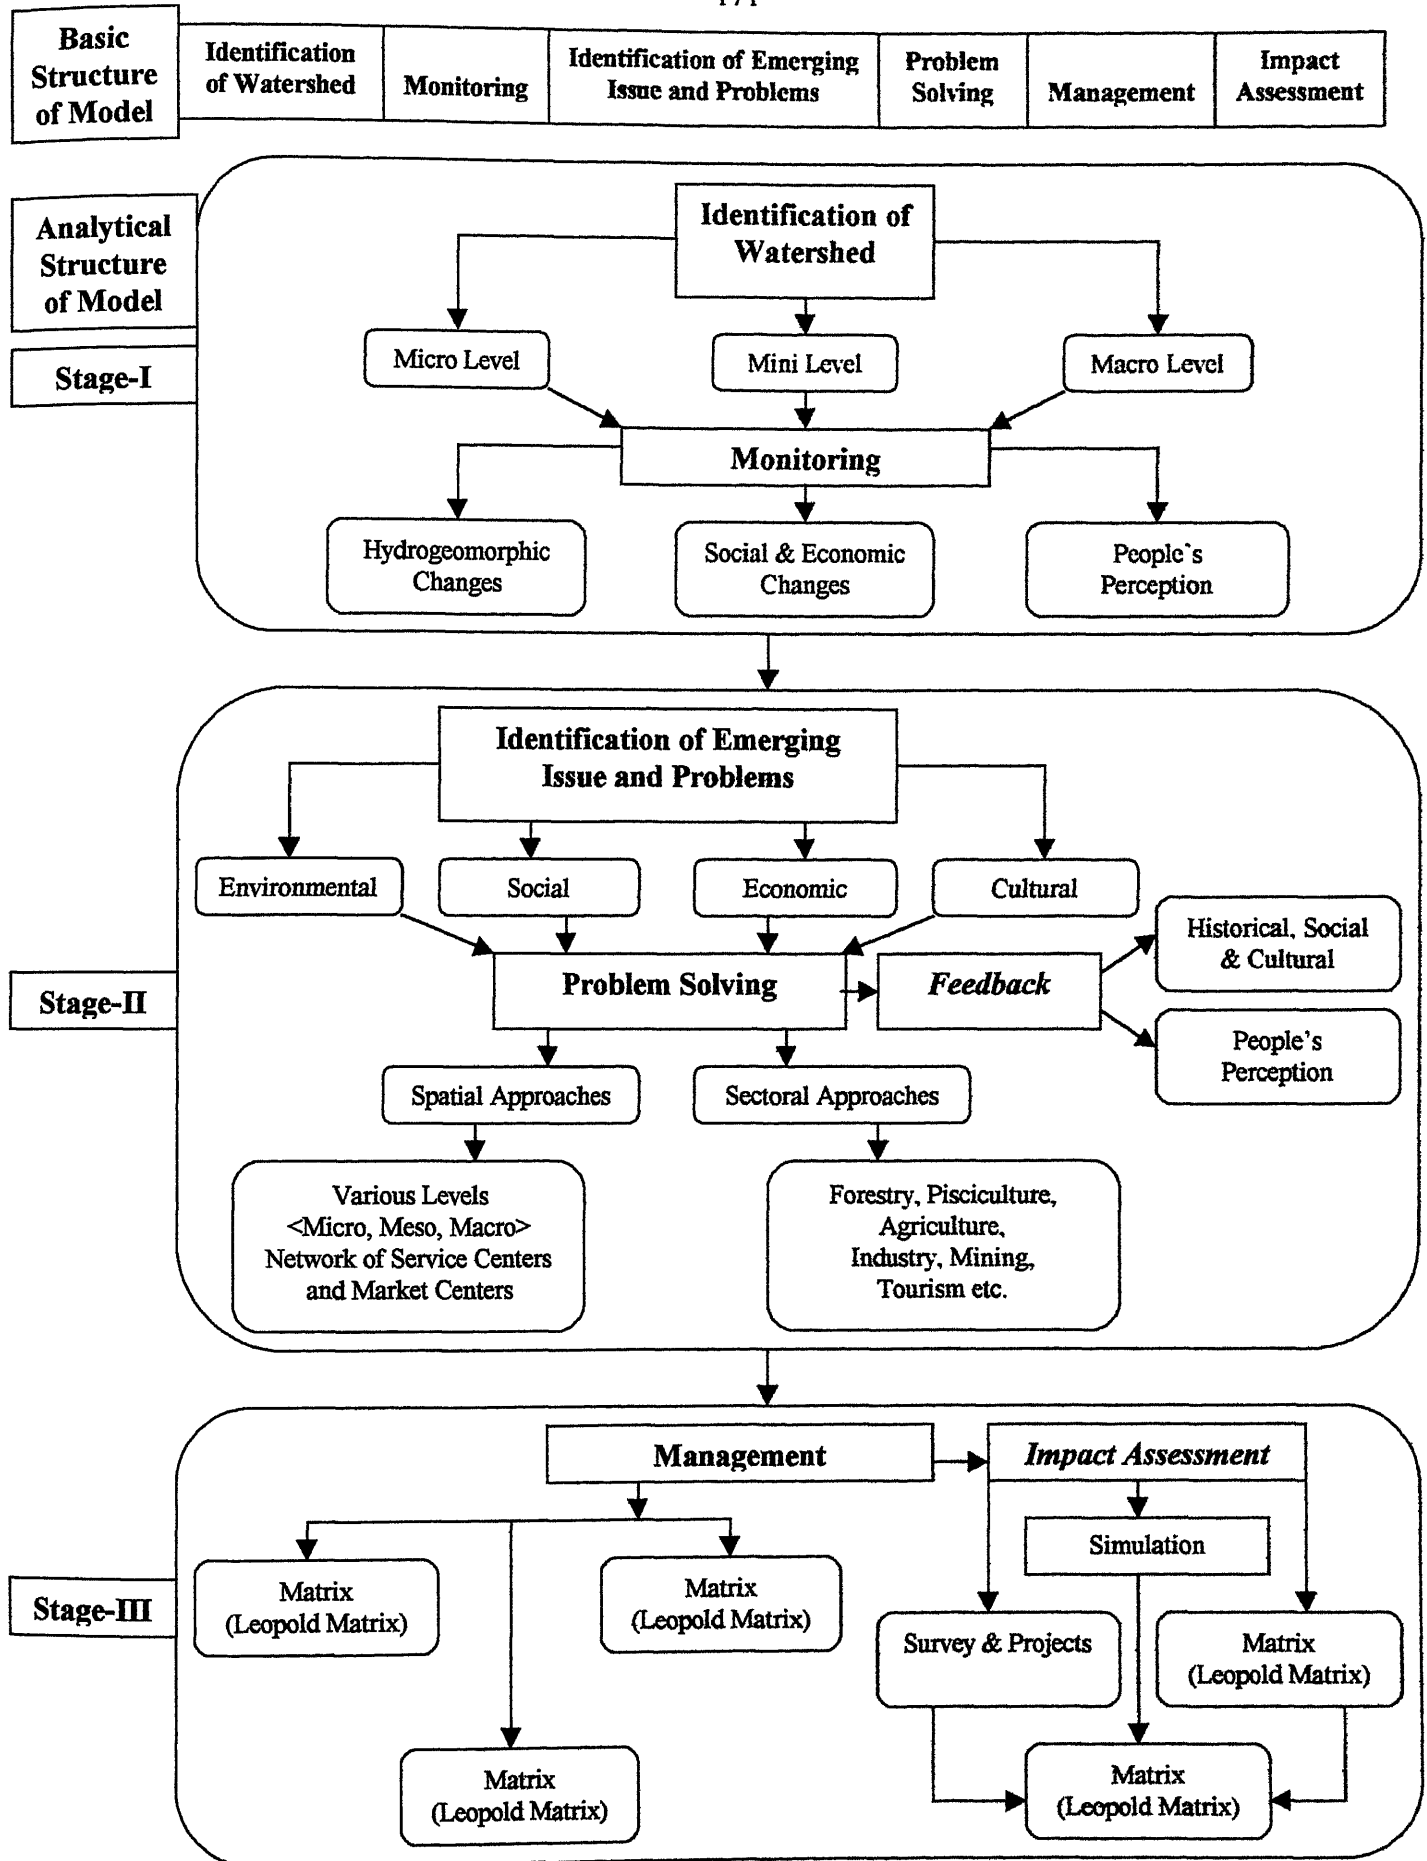 Basic
Structure
of Model
Identification
of Watershed
Monitoring
Identification of Emerging
Issue and Problems
Problem
Solving
Management
Impact
Assessment
Analytical
Structure
of Model
Stage-I
Identification of
Watershed
Micro Level
Mini Level
Macro Level
Monitoring
Hydrogeomorphic
Changes
Social & Economic
Changes
People`s
Perception
Identification of Emerging
Issue and Problems
Environmental
Social
Economic
Cultural
Historical, Social
& Cultural
Stage-II
Problem Solving
Feedback
People's
Perception
Spatial Approaches
Sectoral Approaches
Various Levels
<Micro, Meso, Macro>
Network of Service Centers
and Market Centers
Forestry, Pisciculture,
Agriculture,
Industry, Mining,
Tourism etc.
Management
Impact Assessment
Simulation
Stage-III
Matrix
(Leopold Matrix)
Matrix
(Leopold Matrix)
Survey & Projects
Matrix
(Leopold Matrix)
Matrix
(Leopold Matrix)
Matrix
(Leopold Matrix)